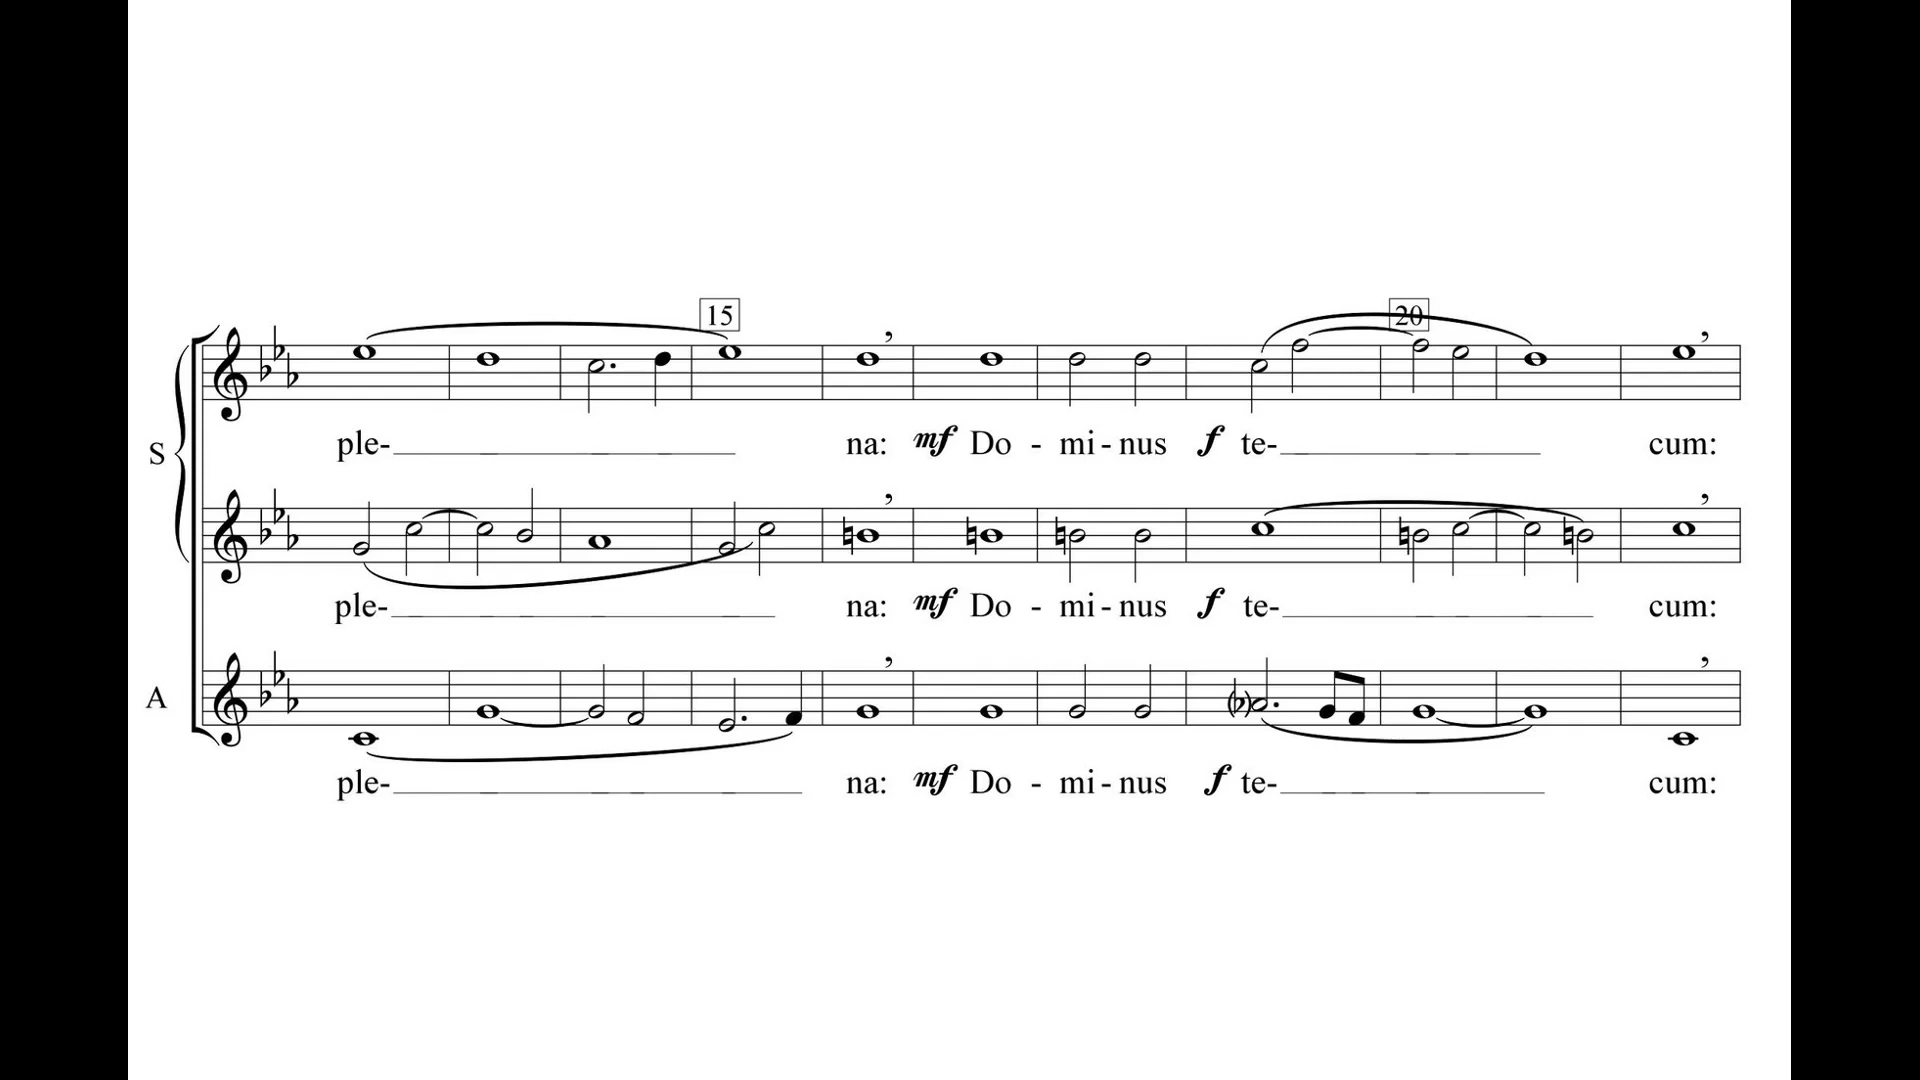 15 20
S
ple- na: mf Do - mi - nus f te- cum:
ple- na: mf Do - mi - nus f te- cum:
A
ple- na: mf Do - mi - nus f te- cum: